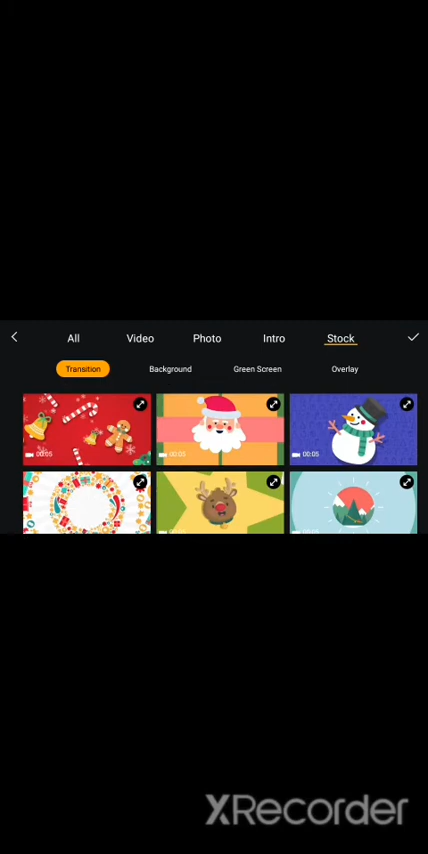 All Video Photo Intro Stock
Transition Background Green Screen Overlay
00:05 00:05 00:05
XRecorder